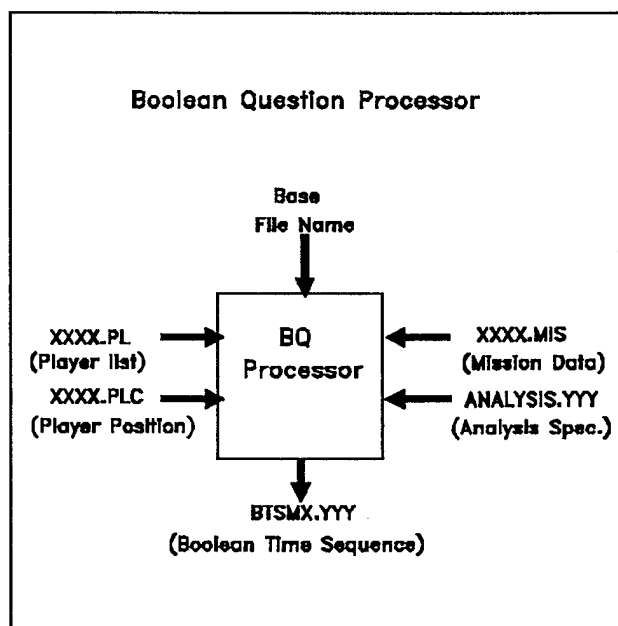 Boolean Question Processor
Base
File Name
XXXX.PL
(Player list)
XXXX.PLC
(Player Position)
BQ
Processor
XXXX.MIS
(Mission Data)
ANALYSIS.YYY
(Analysis Spec.)
BTSMX.YYY
(Boolean Time Sequence)